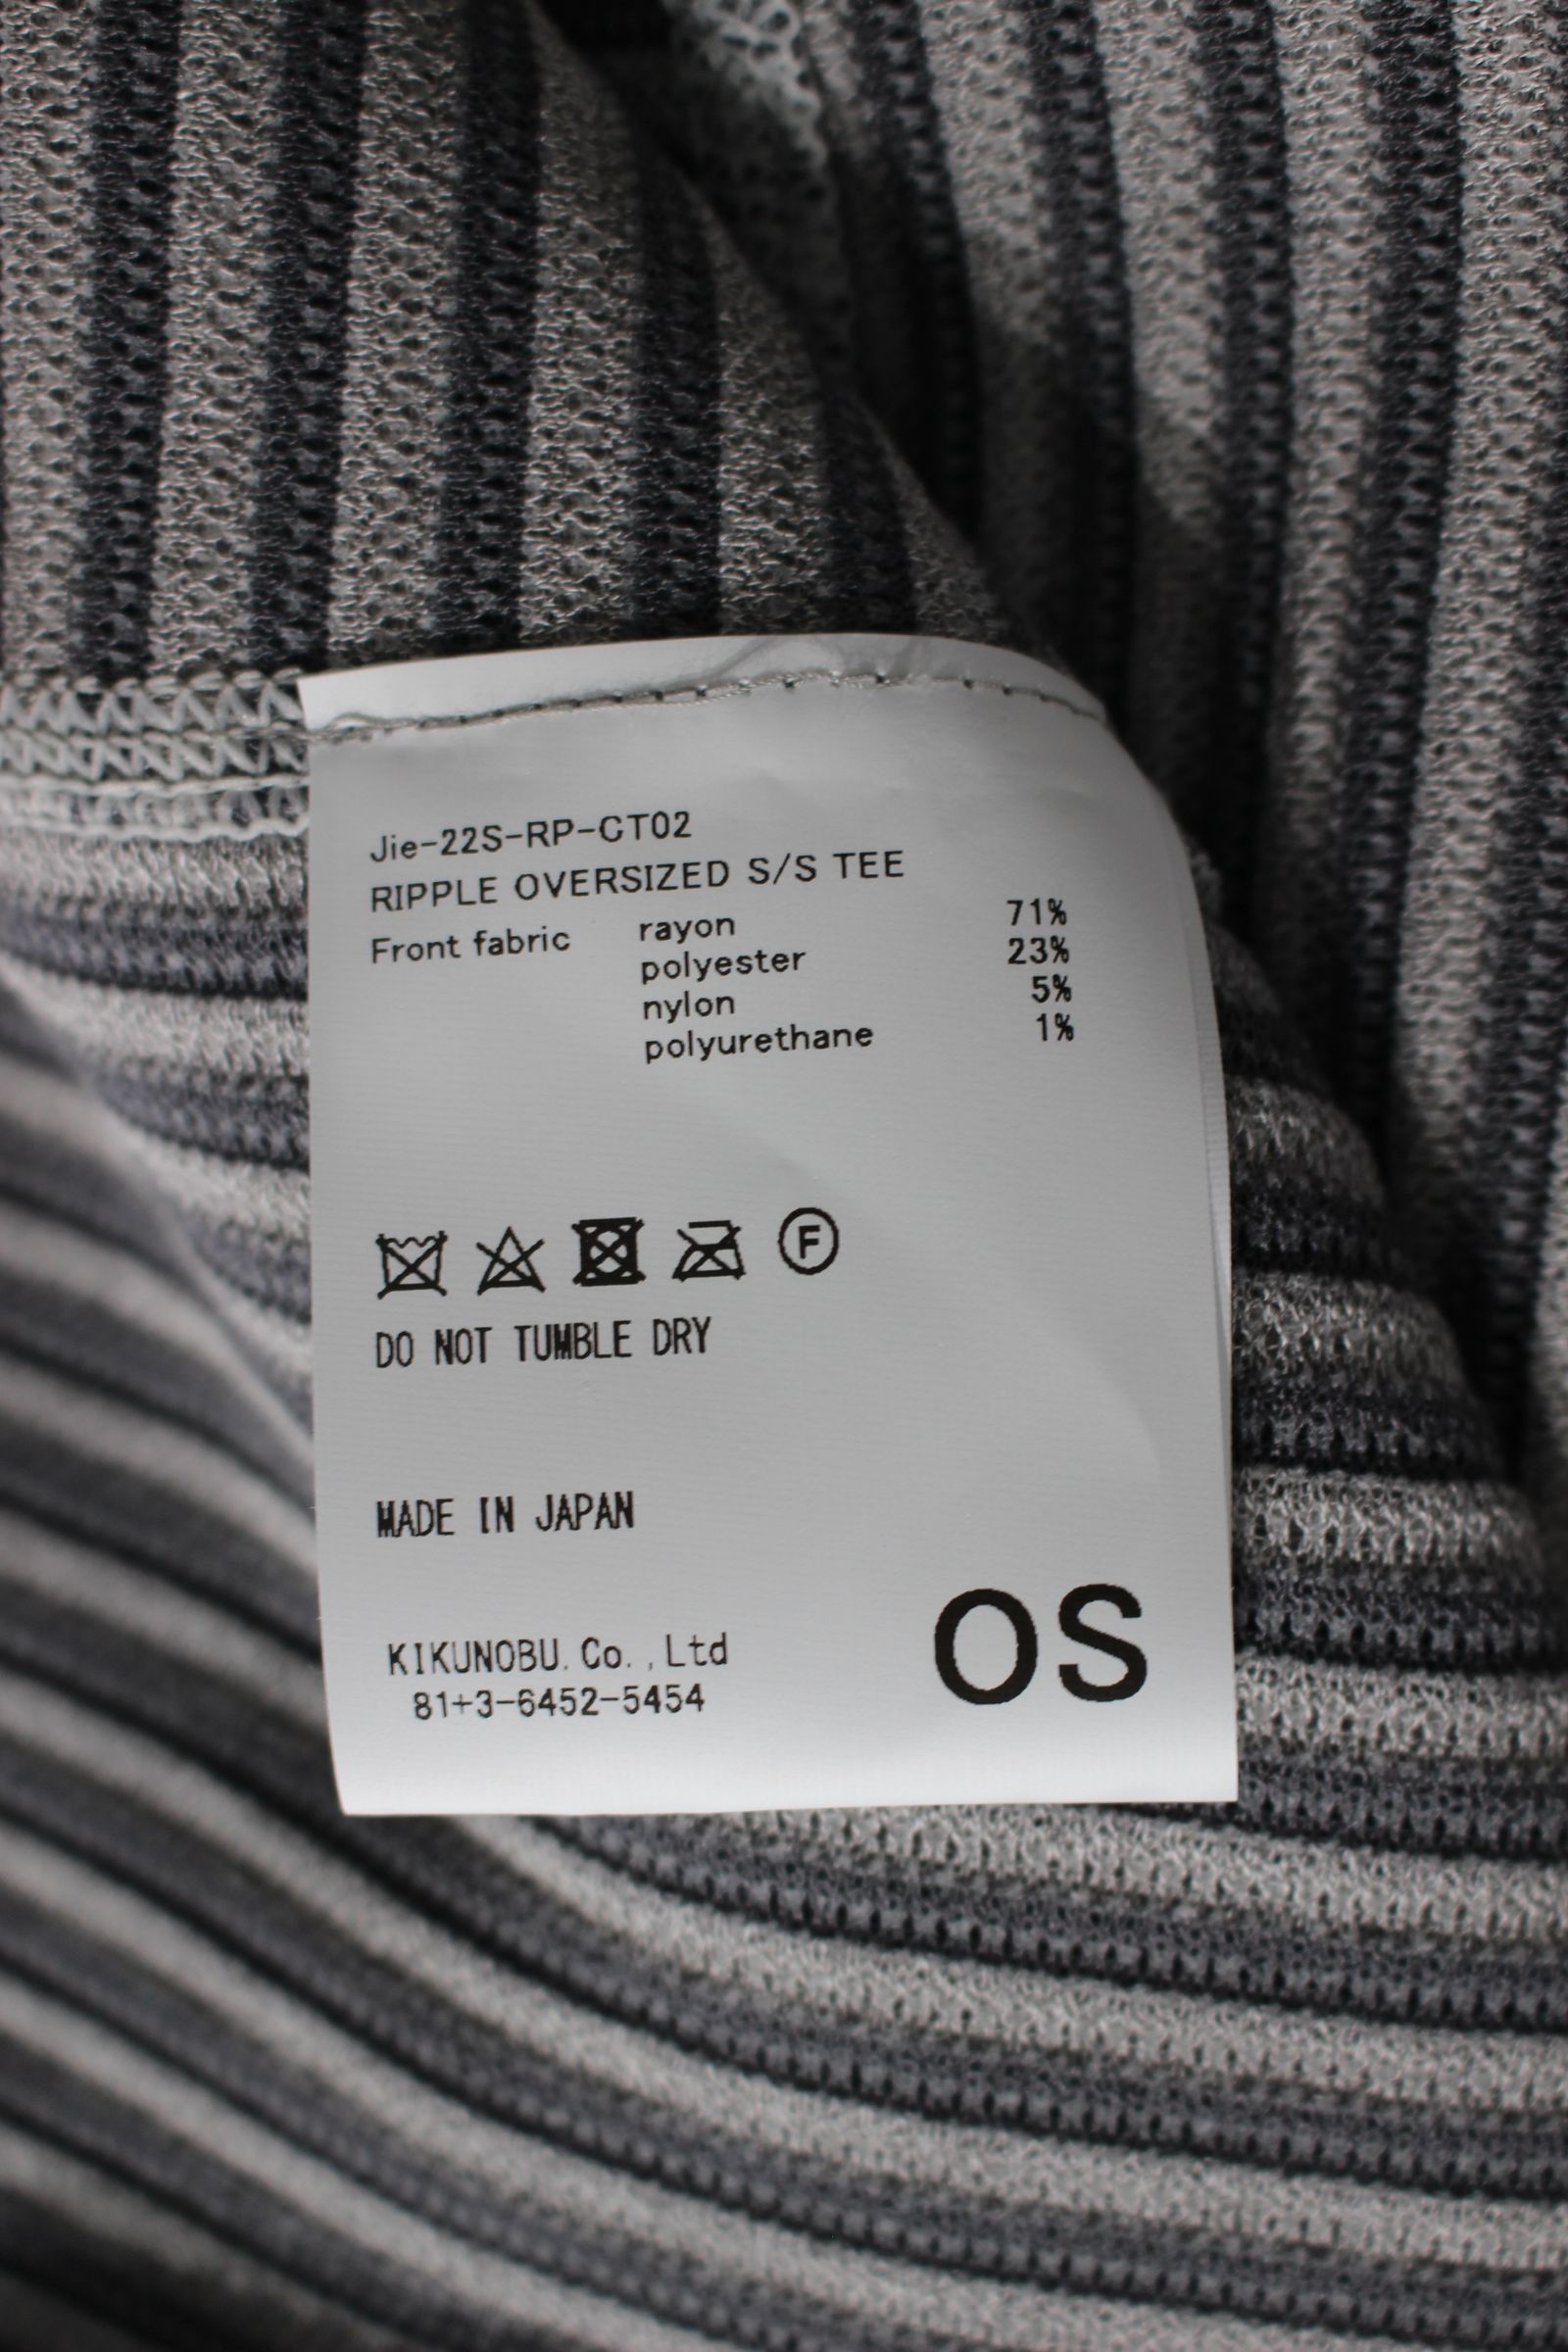 Jie-22S-RP-CT02
RIPPLE OVERSIZED S/S TEE
Front fabric rayon 71%
polyester 23%
nylon 5%
polyurethane 1%
F
DO NOT TUMBLE DRY
MADE IN JAPAN
KIKUNOBU. Co. ,Ltd
81+3-6452-5454
OS